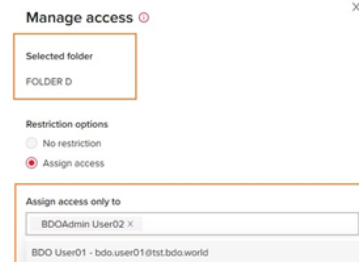 Manage access
Selected folder
FOLDER D
Restriction options
No restriction
Assign access
Assign access only to
BDOAdmin User02 ×
BDO User01 - bdo.user01@tst.bdo.world